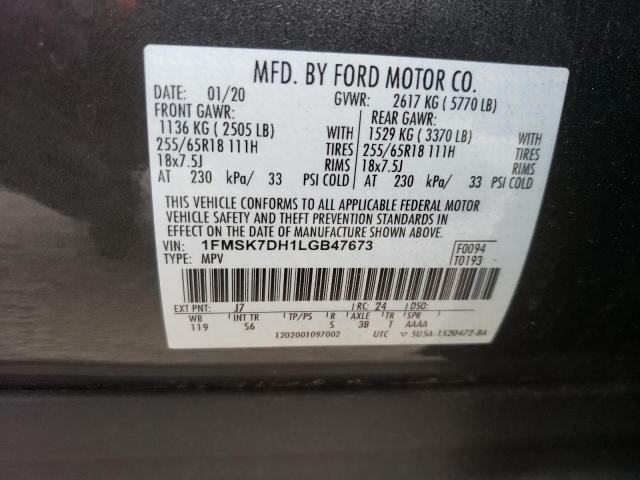 MFD. BY FORD MOTOR CO.
DATE: 01/20 GVWR: 2617 KG ( 5770 LB)
FRONT GAWR: REAR GAWR:
1136 KG ( 2505 LB) WITH 1529 KG ( 3370 LB) WITH
255/65R18 111H TIRES 255/65R18 111H TIRES
18x7.5J RIMS 18x7.5J RIMS
AT 230 kPa/ 33 PSI COLD AT 230 kPa/ 33 PSI COLD
THIS VEHICLE CONFORMS TO ALL APPLICABLE FEDERAL MOTOR
VEHICLE SAFETY AND THEFT PREVENTION STANDARDS IN
EFFECT ON THE DATE OF MANUFACTURE SHOWN ABOVE.
VIN: 1FMSK7DH1LGB47673 F0094
TYPE: MPV T0193
EXT PNT: J7 RC: 24 DSO:
WB INT TR TP/PS R AXLE TR SPR
119 S6 S 3B T AAAA
1202001097002 UTC 5U5A-1520472-BA